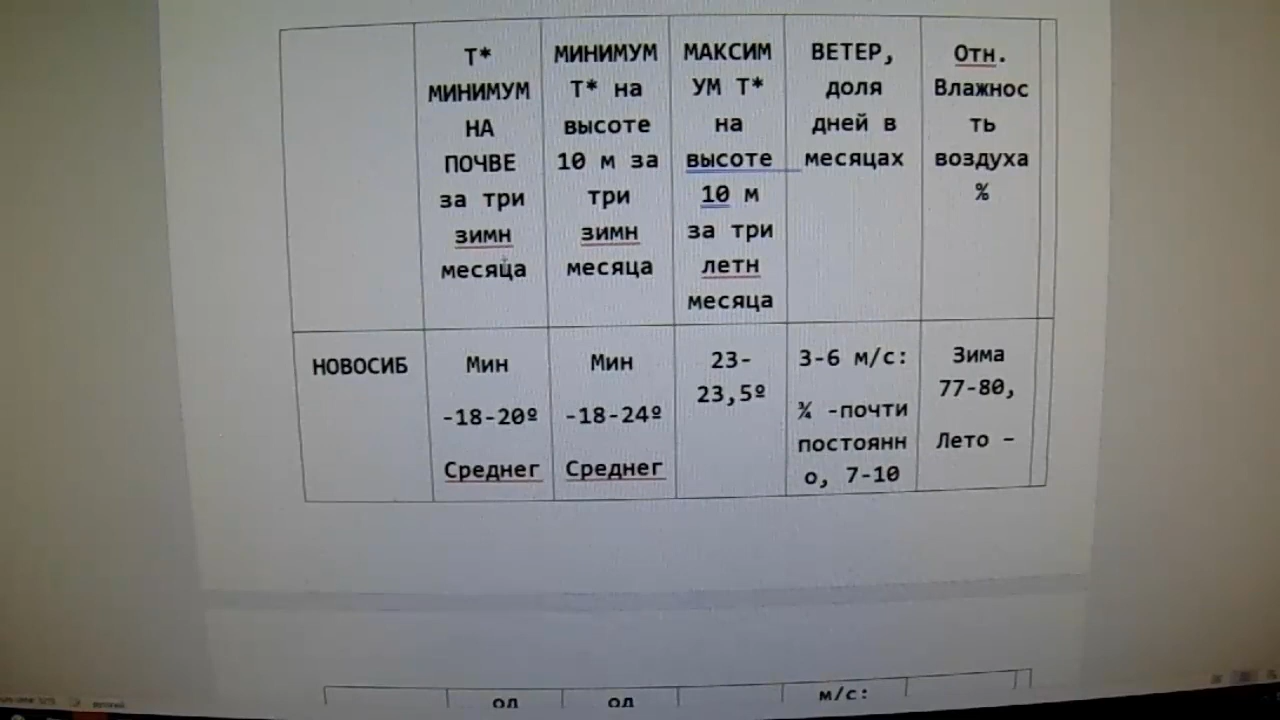 Т*
МИНИМУМ
НА
ПОЧВЕ
за три
зимн
месяца
МИНИМУМ
Т* на
высоте
10 м за
три
зимн
месяца
МАКСИМ
УМ Т*
на
высоте
10 м
за три
летн
месяца
ВЕТЕР,
доля
дней в
месяцах
Отн.
Влажнос
ть
воздуха
%
НОВОСИБ
Мин
-18-20º
Среднег
Мин
-18-24º
Среднег
23-
23,5º
3-6 м/с:
¾ -почти
постоянн
о, 7-10
Зима
77-80,
Лето –
од
од
м/с: